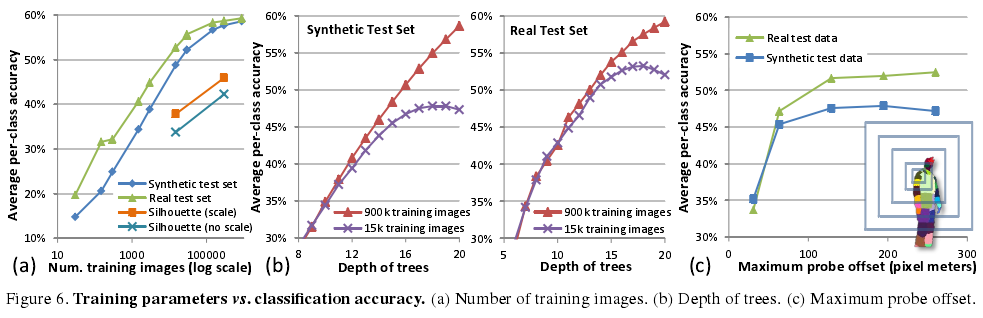 60%
50%
40%
30%
20%
10%
10
1000
100000
Average per-class accuracy
Num. training images (log scale)
Synthetic test set
Real test set
Silhouette (scale)
Silhouette (no scale)
(a)
Synthetic Test Set
60%
55%
50%
45%
40%
35%
30%
8
12
16
20
Average per-class accuracy
Depth of trees
900 k training images
15k training images
(b)
Real Test Set
60%
55%
50%
45%
40%
35%
30%
5
10
15
20
Average per-class accuracy
Depth of trees
900 k training images
15k training images
Real test data
Synthetic test data
60%
55%
50%
45%
40%
35%
30%
0
100
200
300
Average per-class accuracy
Maximum probe offset (pixel meters)
(c)
Figure 6. Training parameters vs. classification accuracy. (a) Number of training images. (b) Depth of trees. (c) Maximum probe offset.